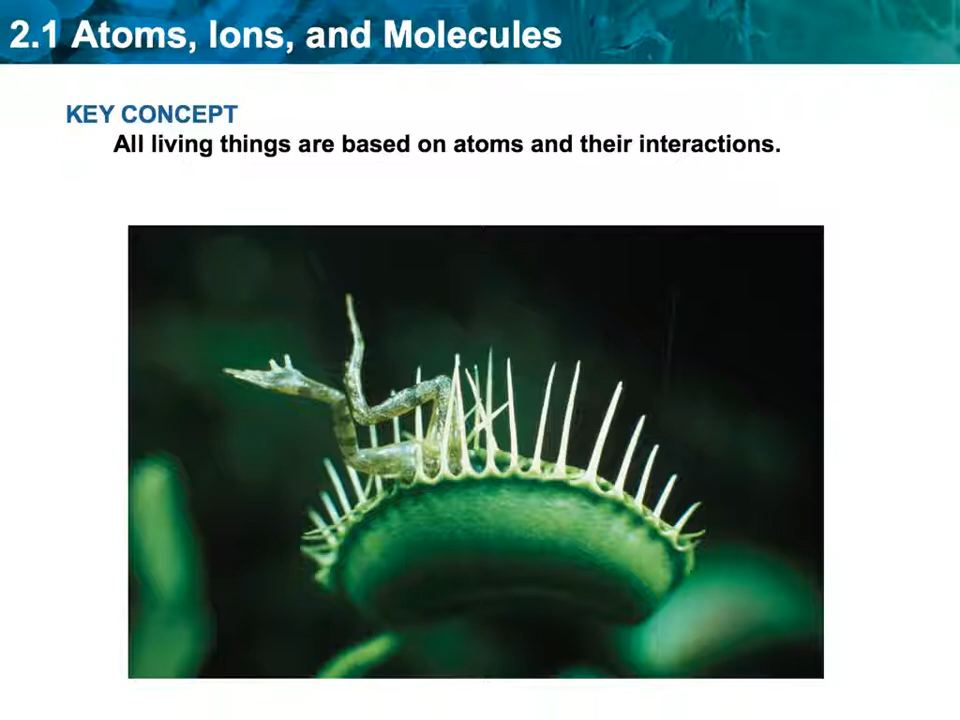 2.1 Atoms, Ions, and Molecules
KEY CONCEPT
All living things are based on atoms and their interactions.